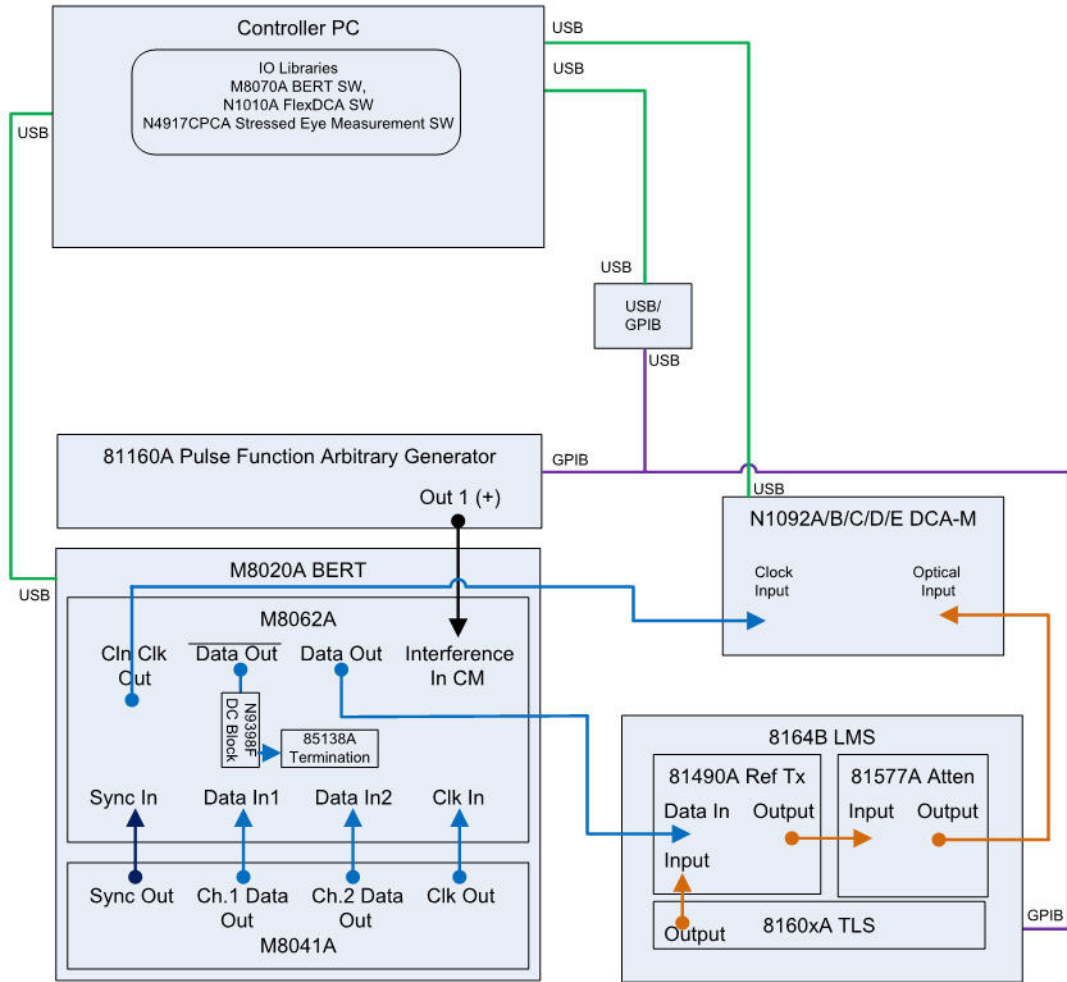 Controller PC
IO Libraries
M8070A BERT SW,
N1010A FlexDCA SW
N4917CPCA Stressed Eye Measurement SW
USB
USB
USB
USB
USB/
GPIB
USB
81160A Pulse Function Arbitrary Generator
Out 1 (+)
GPIB
USB
N1092A/B/C/D/E DCA-M
Clock
Input
Optical
Input
USB
M8020A BERT
M8062A
Cln Clk
Out
Data Out
Data Out
Interference
In CM
N9398F
DC Block
85138A
Termination
Sync In
Data In1
Data In2
Clk In
Sync Out
Ch.1 Data
Out
Ch.2 Data
Out
Clk Out
M8041A
8164B LMS
81490A Ref Tx
Data In
Output
Input
81577A Atten
Input
Output
Output
8160xA TLS
GPIB